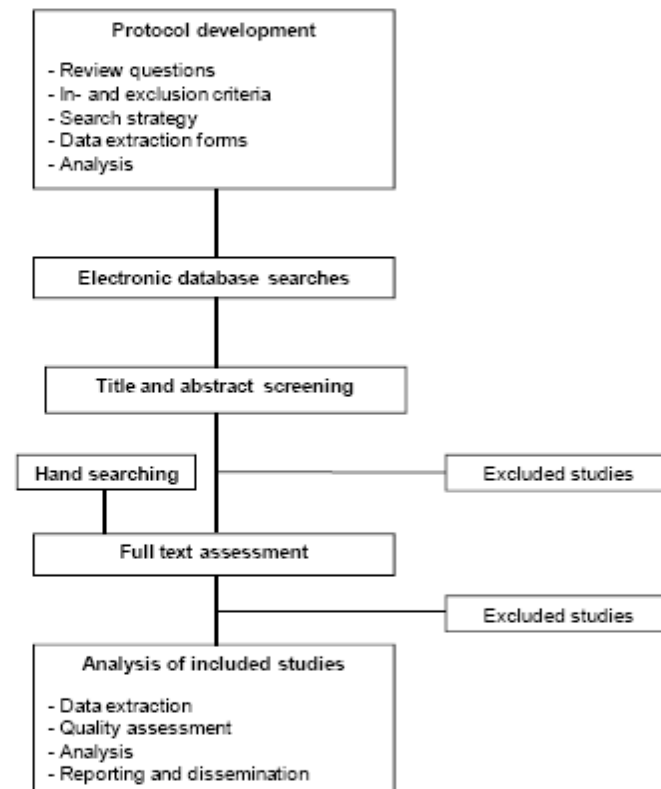 Protocol development
- Review questions
- In- and exclusion criteria
- Search strategy
- Data extraction forms
- Analysis
Electronic database searches
Title and abstract screening
Hand searching
Excluded studies
Full text assessment
Excluded studies
Analysis of included studies
- Data extraction
- Quality assessment
- Analysis
- Reporting and dissemination